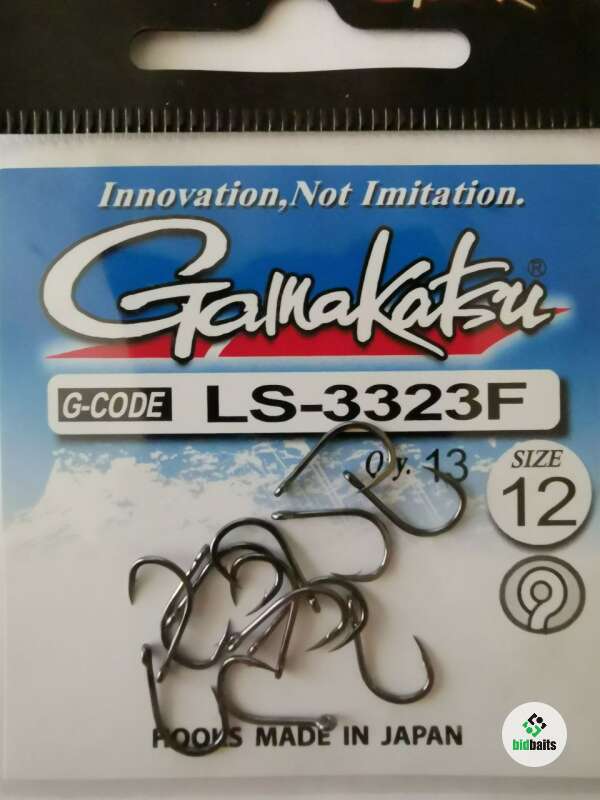 Innovation,Not Imitation.
Gamakatsu®
G-CODE LS-3323F
Qty. 13
SIZE
12
HOOKS MADE IN JAPAN
bidbaits